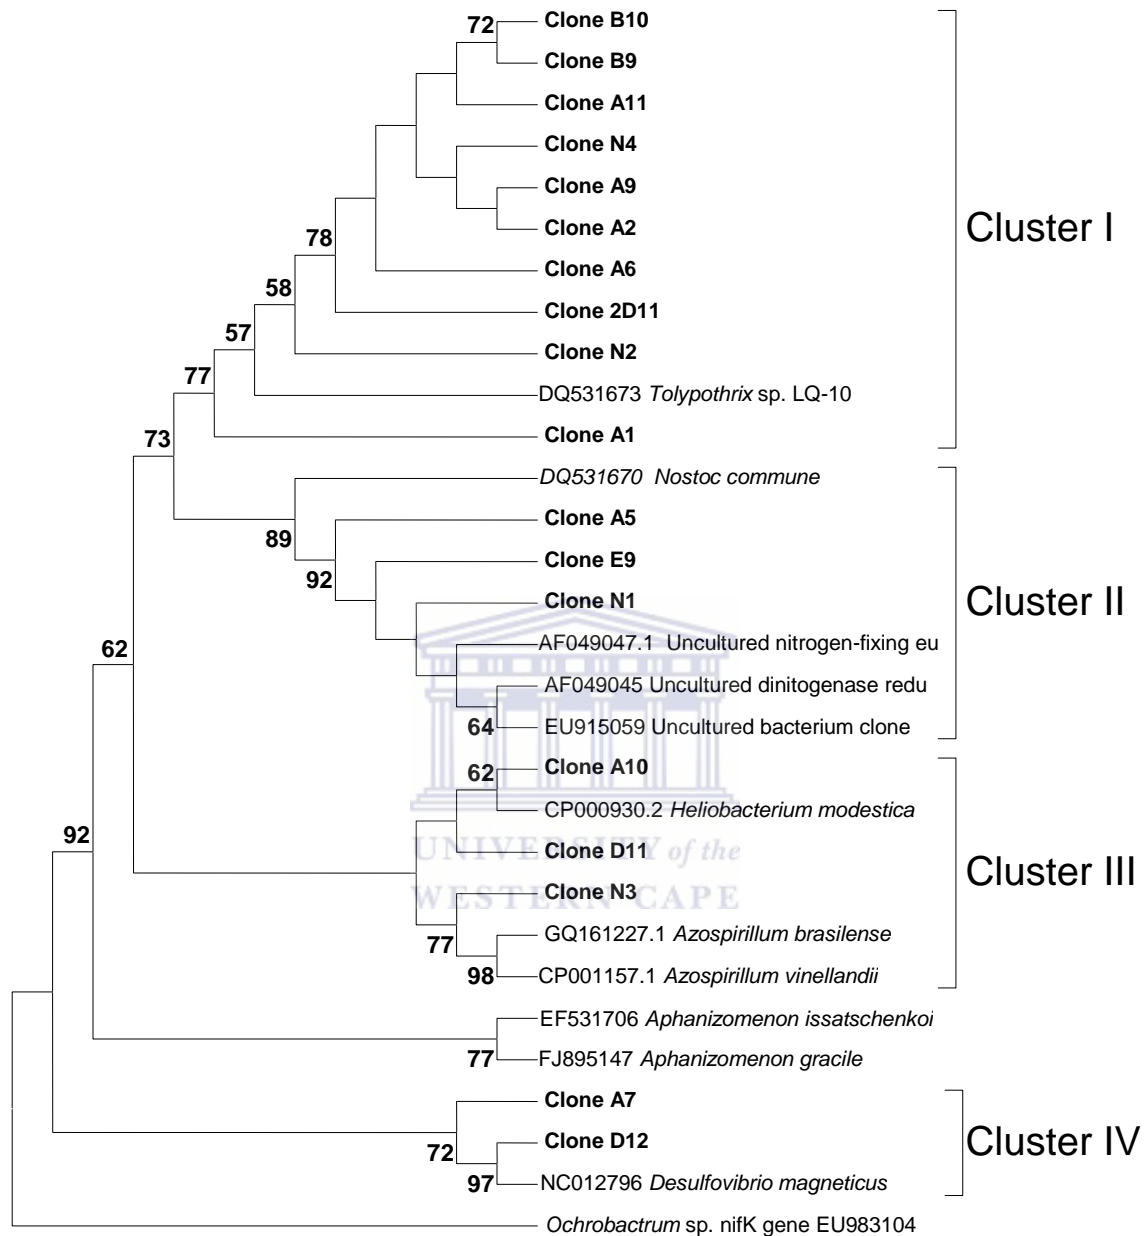 72
Clone B10
Clone B9
Clone A11
Clone N4
Clone A9
Clone A2
78
Clone A6
58
Clone 2D11
57
Clone N2
77
DQ531673 Tolypothrix sp. LQ-10
73
Clone A1
Cluster I
DQ531670 Nostoc commune
Clone A5
89
Clone E9
92
Clone N1
62
AF049047.1 Uncultured nitrogen-fixing eu
AF049045 Uncultured dinitogenase redu
64
EU915059 Uncultured bacterium clone
Cluster II
62
Clone A10
CP000930.2 Heliobacterium modestica
92
Clone D11
UNIVERSITY of the
Clone N3
WESTERN CAPE
77
GQ161227.1 Azospirillum brasilense
98
CP001157.1 Azospirillum vinellandii
Cluster III
EF531706 Aphanizomenon issatschenkoi
77
FJ895147 Aphanizomenon gracile
Clone A7
72
Clone D12
97
NC012796 Desulfovibrio magneticus
Cluster IV
Ochrobactrum sp. nifK gene EU983104